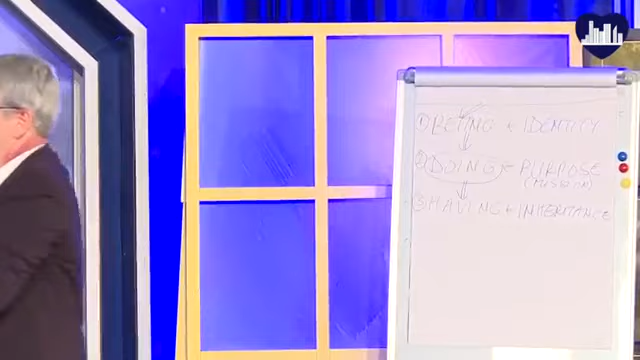 ① BEING + IDENTITY
② DOING + PURPOSE
(MISSION)
③ HAVING + INHERITANCE